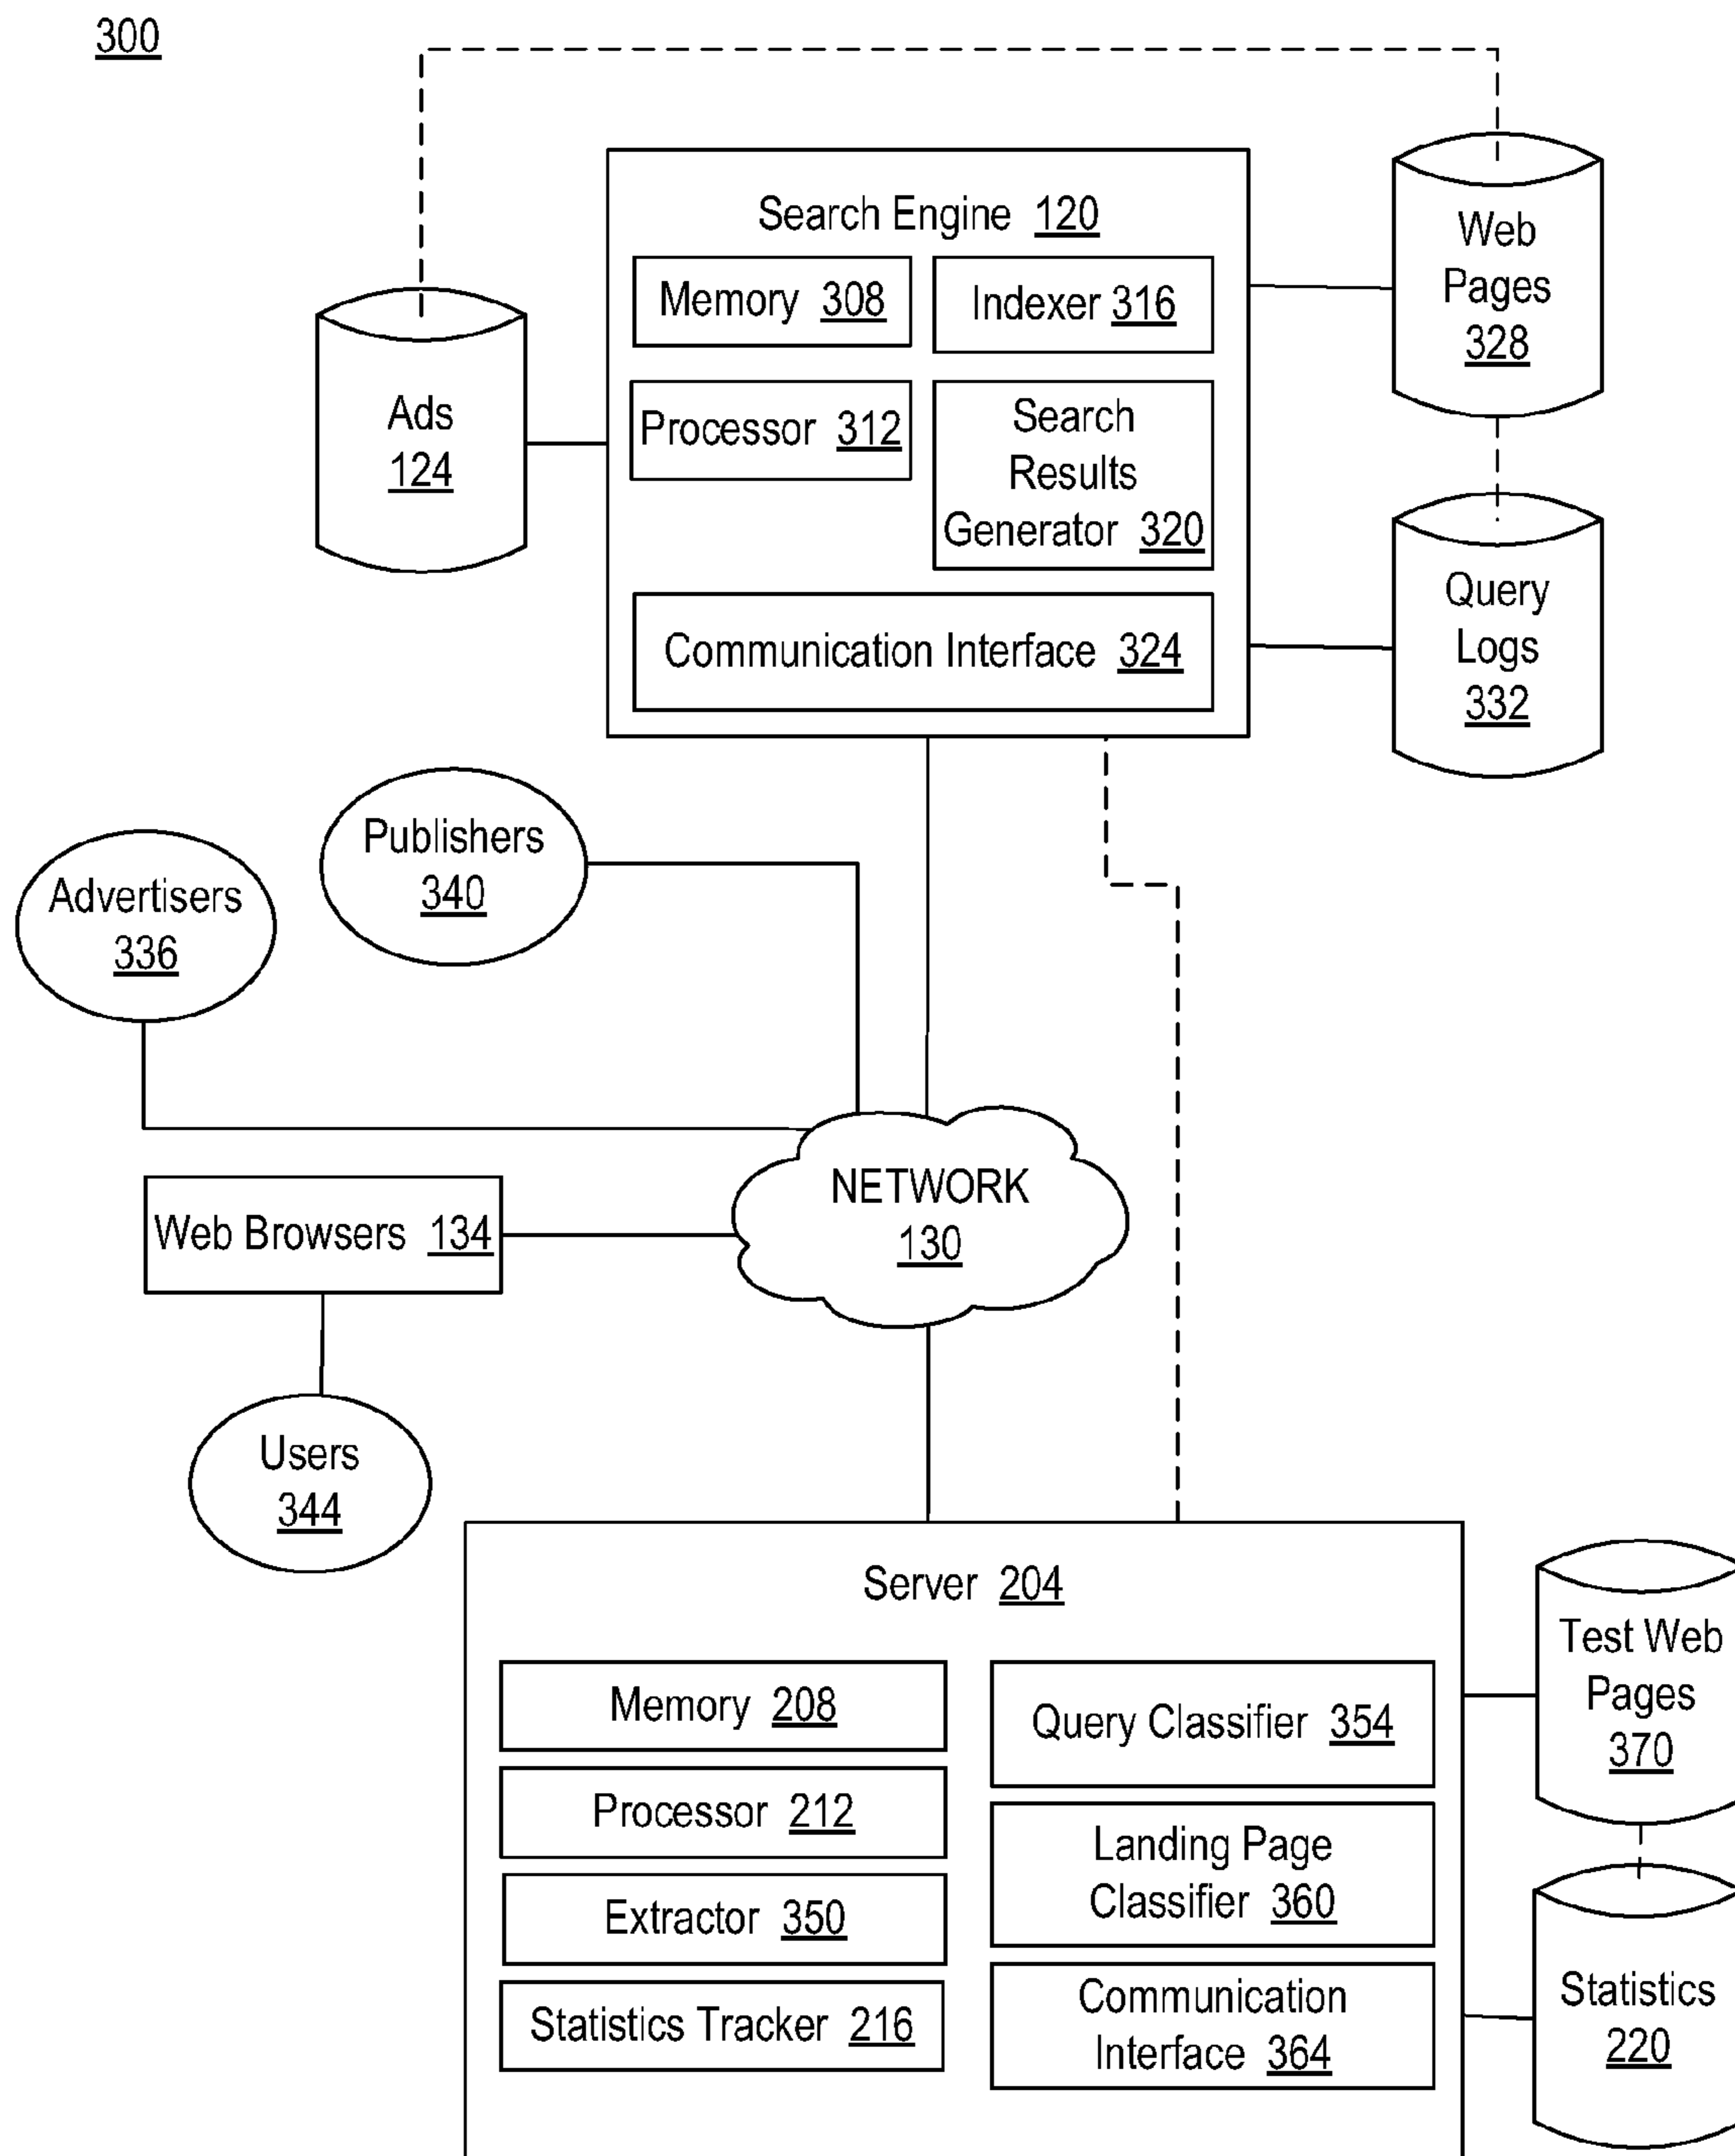 300
Search Engine 120
Memory 308
Indexer 316
Processor 312
Search
Results
Generator 320
Communication Interface 324
Ads
124
Web
Pages
328
Query
Logs
332
Publishers
340
Advertisers
336
NETWORK
130
Web Browsers 134
Users
344
Server 204
Memory 208
Processor 212
Extractor 350
Statistics Tracker 216
Query Classifier 354
Landing Page
Classifier 360
Communication
Interface 364
Test Web
Pages
370
Statistics
220